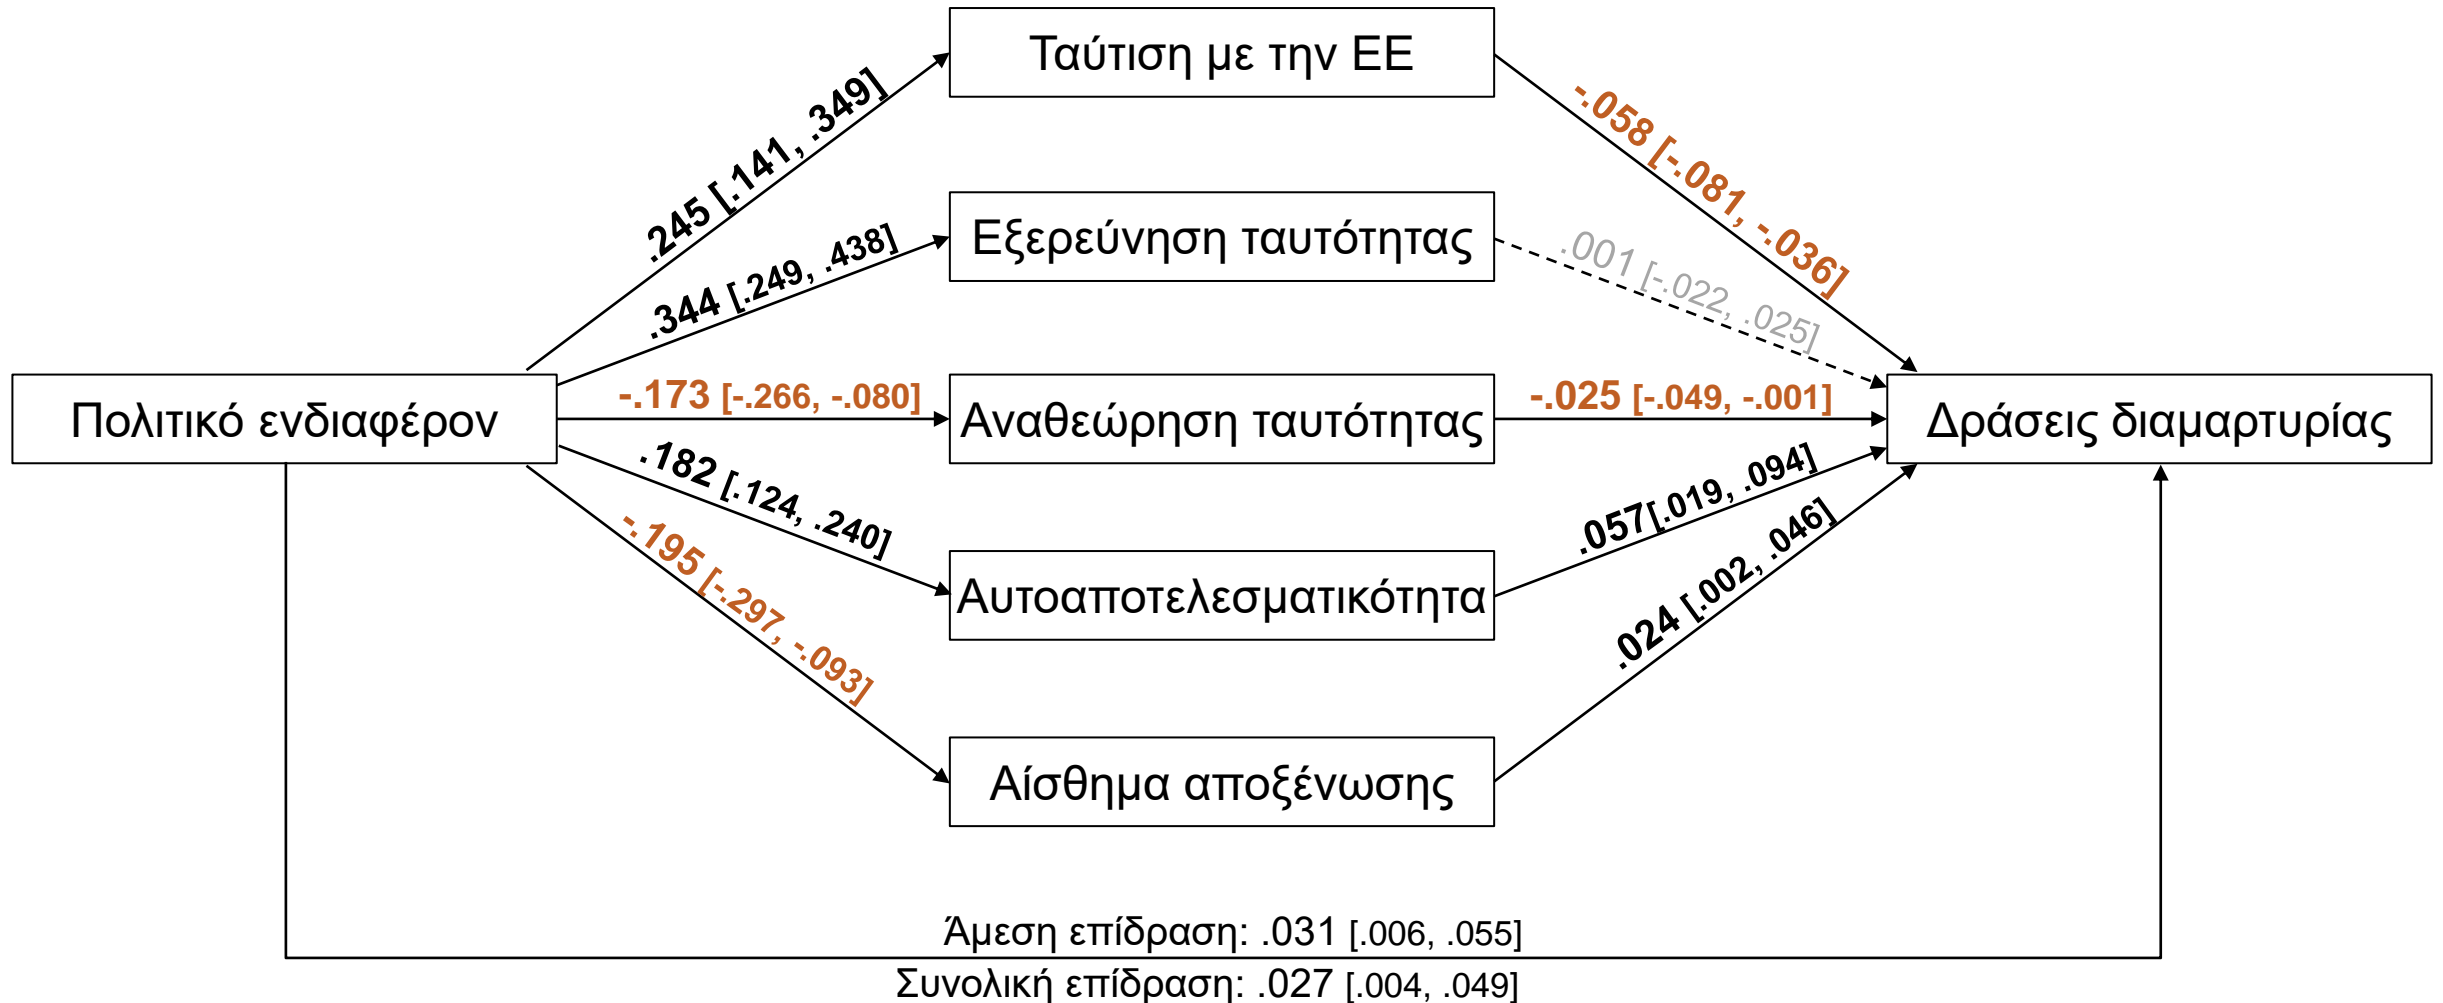 Ταύτιση με την ΕΕ
.245 [.141, .349]
-.058 [-.081, -.036]
Εξερεύνηση ταυτότητας
.344 [.249, .438]
.001 [-.022, .025]
Πολιτικό ενδιαφέρον
-.173 [-.266, -.080]
Αναθεώρηση ταυτότητας
-.025 [-.049, -.001]
Δράσεις διαμαρτυρίας
.182 [.124, .240]
Αυτοαποτελεσματικότητα
.057[.019, .094]
-.195 [-.297, -.093]
Αίσθημα αποξένωσης
.024 [.002, .046]
Άμεση επίδραση: .031 [.006, .055]
Συνολική επίδραση: .027 [.004, .049]